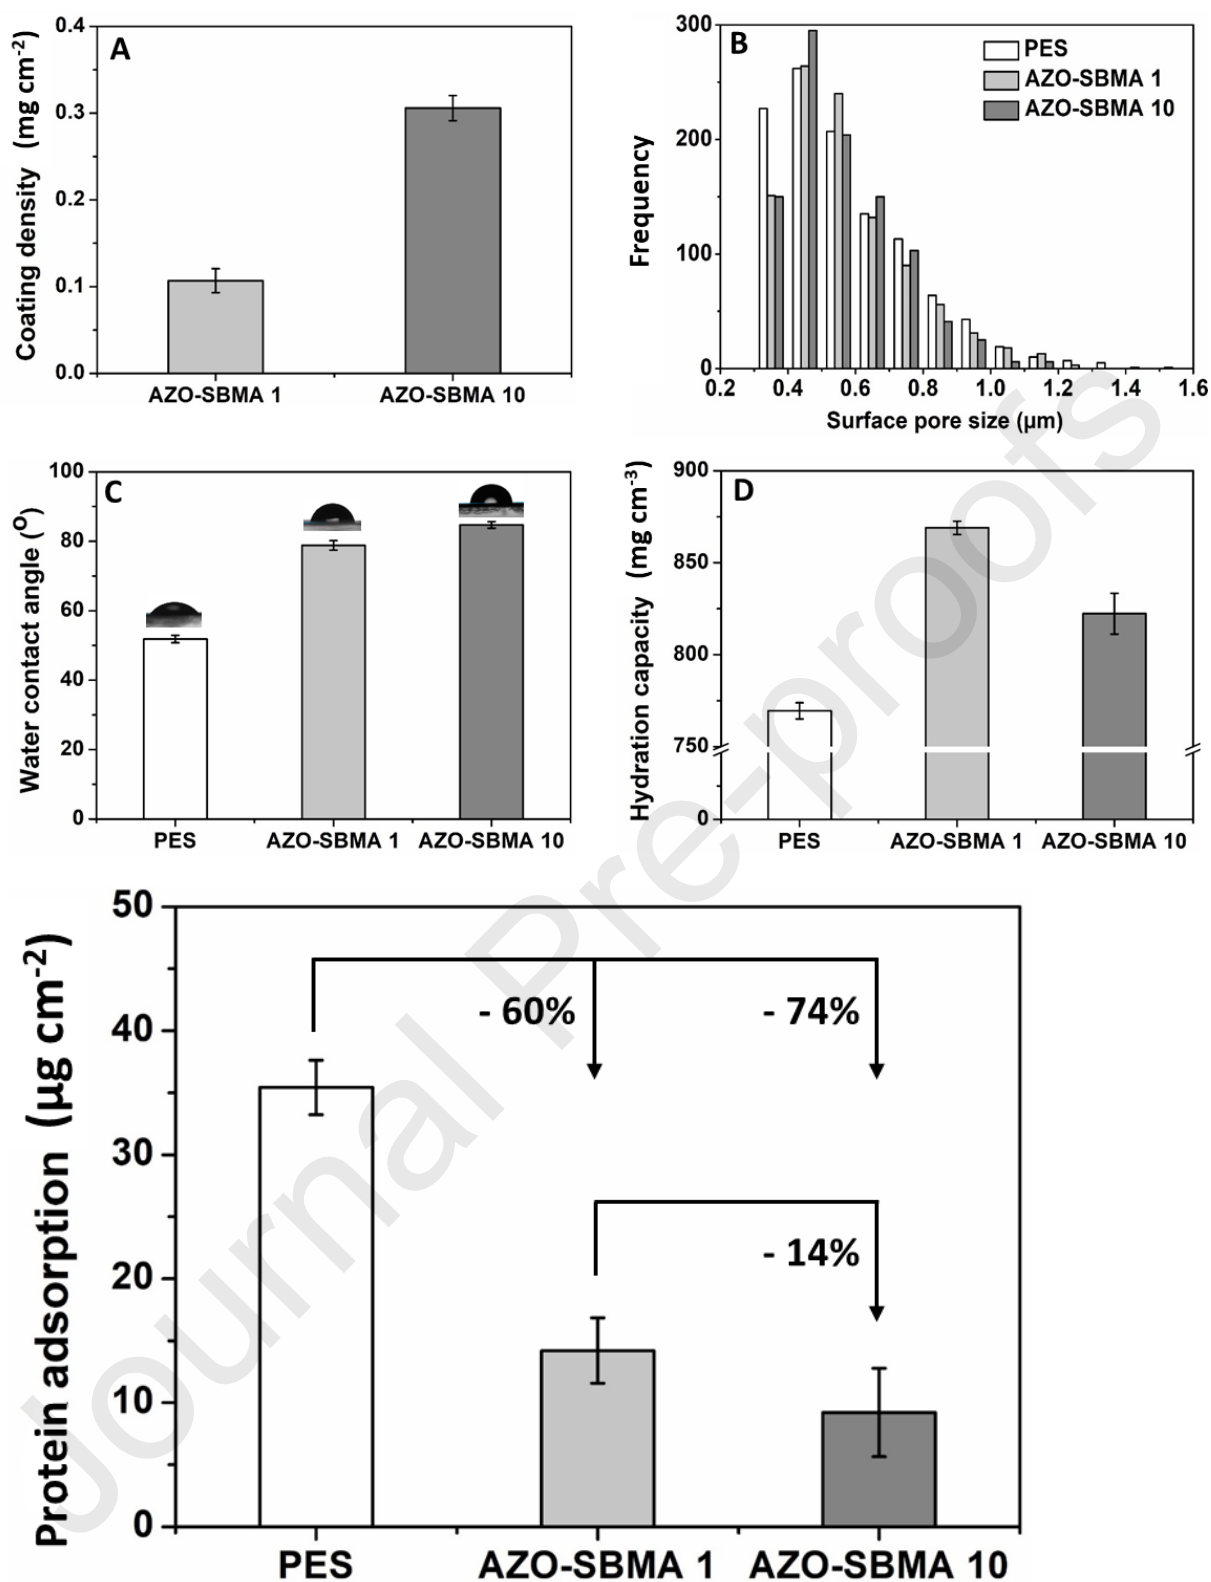 A
Coating density (mg cm-2)
0.4
0.3
0.2
0.1
0.0
AZO-SBMA 1
AZO-SBMA 10
B
PES
AZO-SBMA 1
AZO-SBMA 10
Frequency
300
200
100
0
0.2 0.4 0.6 0.8 1.0 1.2 1.4 1.6
Surface pore size (µm)
C
Water contact angle (O)
100
80
60
40
20
0
PES
AZO-SBMA 1
AZO-SBMA 10
D
Hydration capacity (mg cm-3)
900
850
800
750
0
PES
AZO-SBMA 1
AZO-SBMA 10
Protein adsorption (µg cm-2)
50
40
30
20
10
0
- 60%
- 74%
- 14%
PES
AZO-SBMA 1
AZO-SBMA 10
Journal Pre-proofs